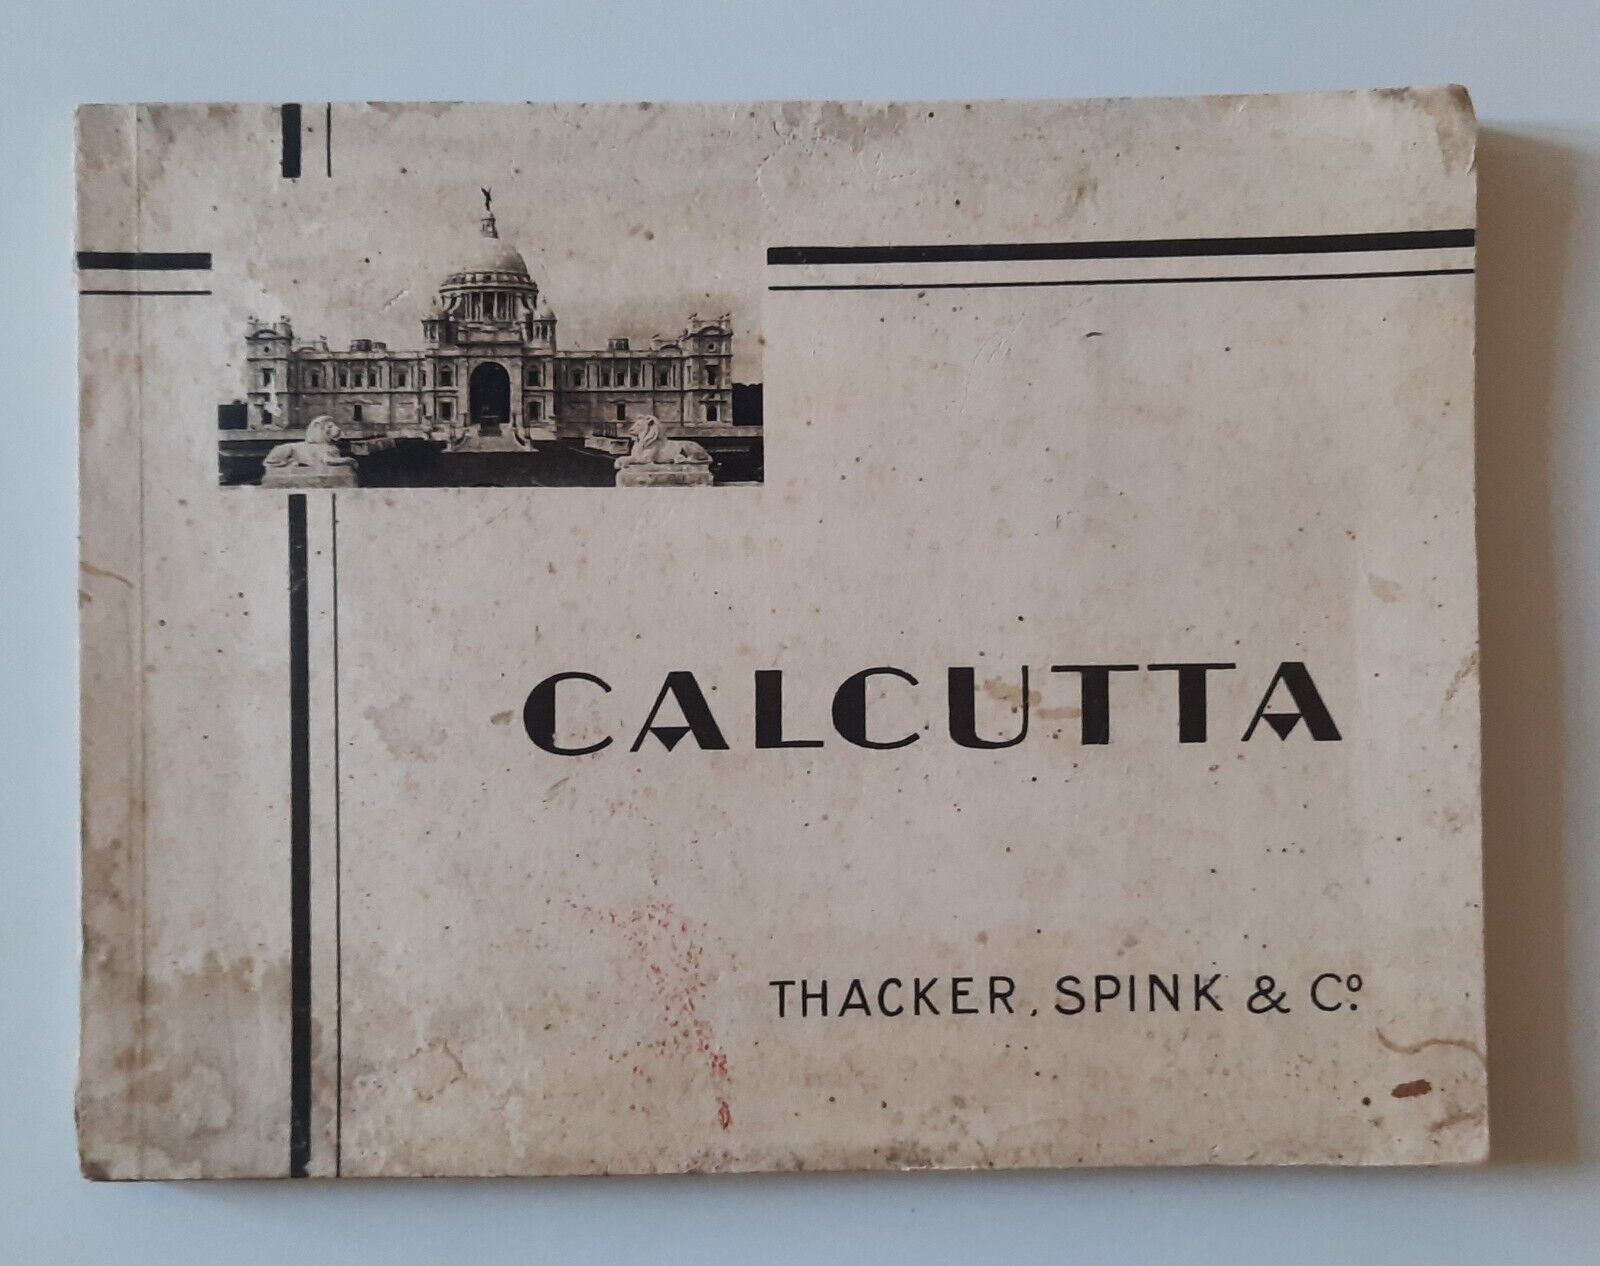 CALCUTTA
THACKER, SPINK & Cº.